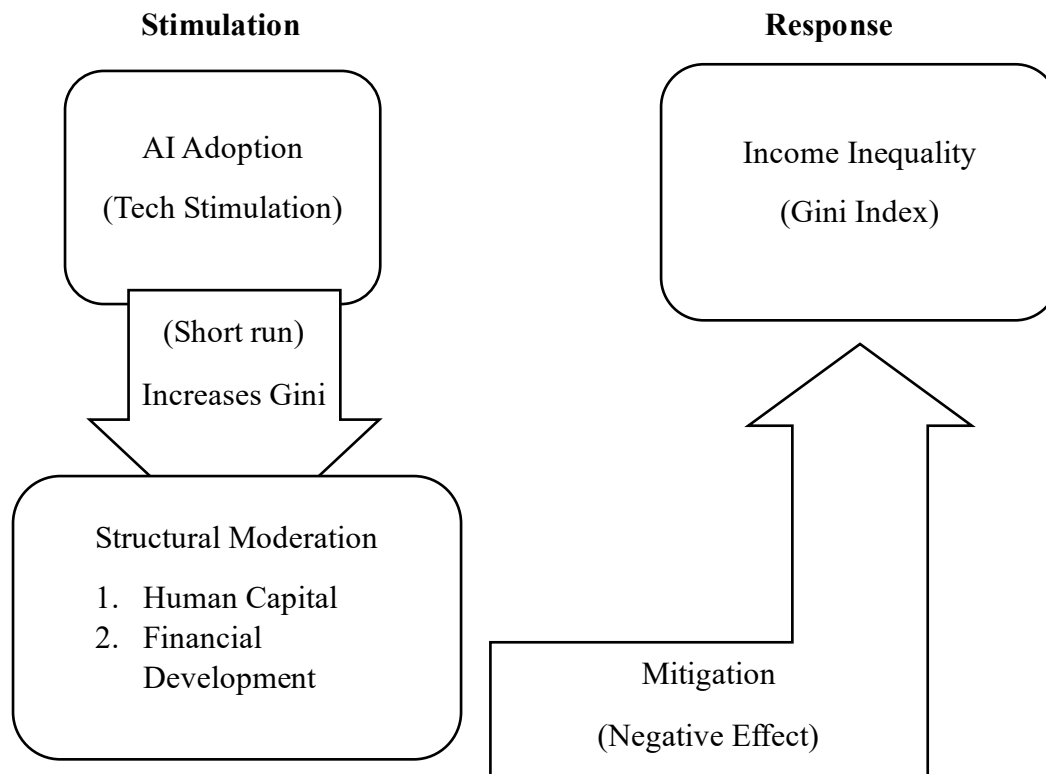 Stimulation
Response
AI Adoption
(Tech Stimulation)
Income Inequality
(Gini Index)
(Short run)
Increases Gini
Structural Moderation
1. Human Capital
2. Financial
Development
Mitigation
(Negative Effect)